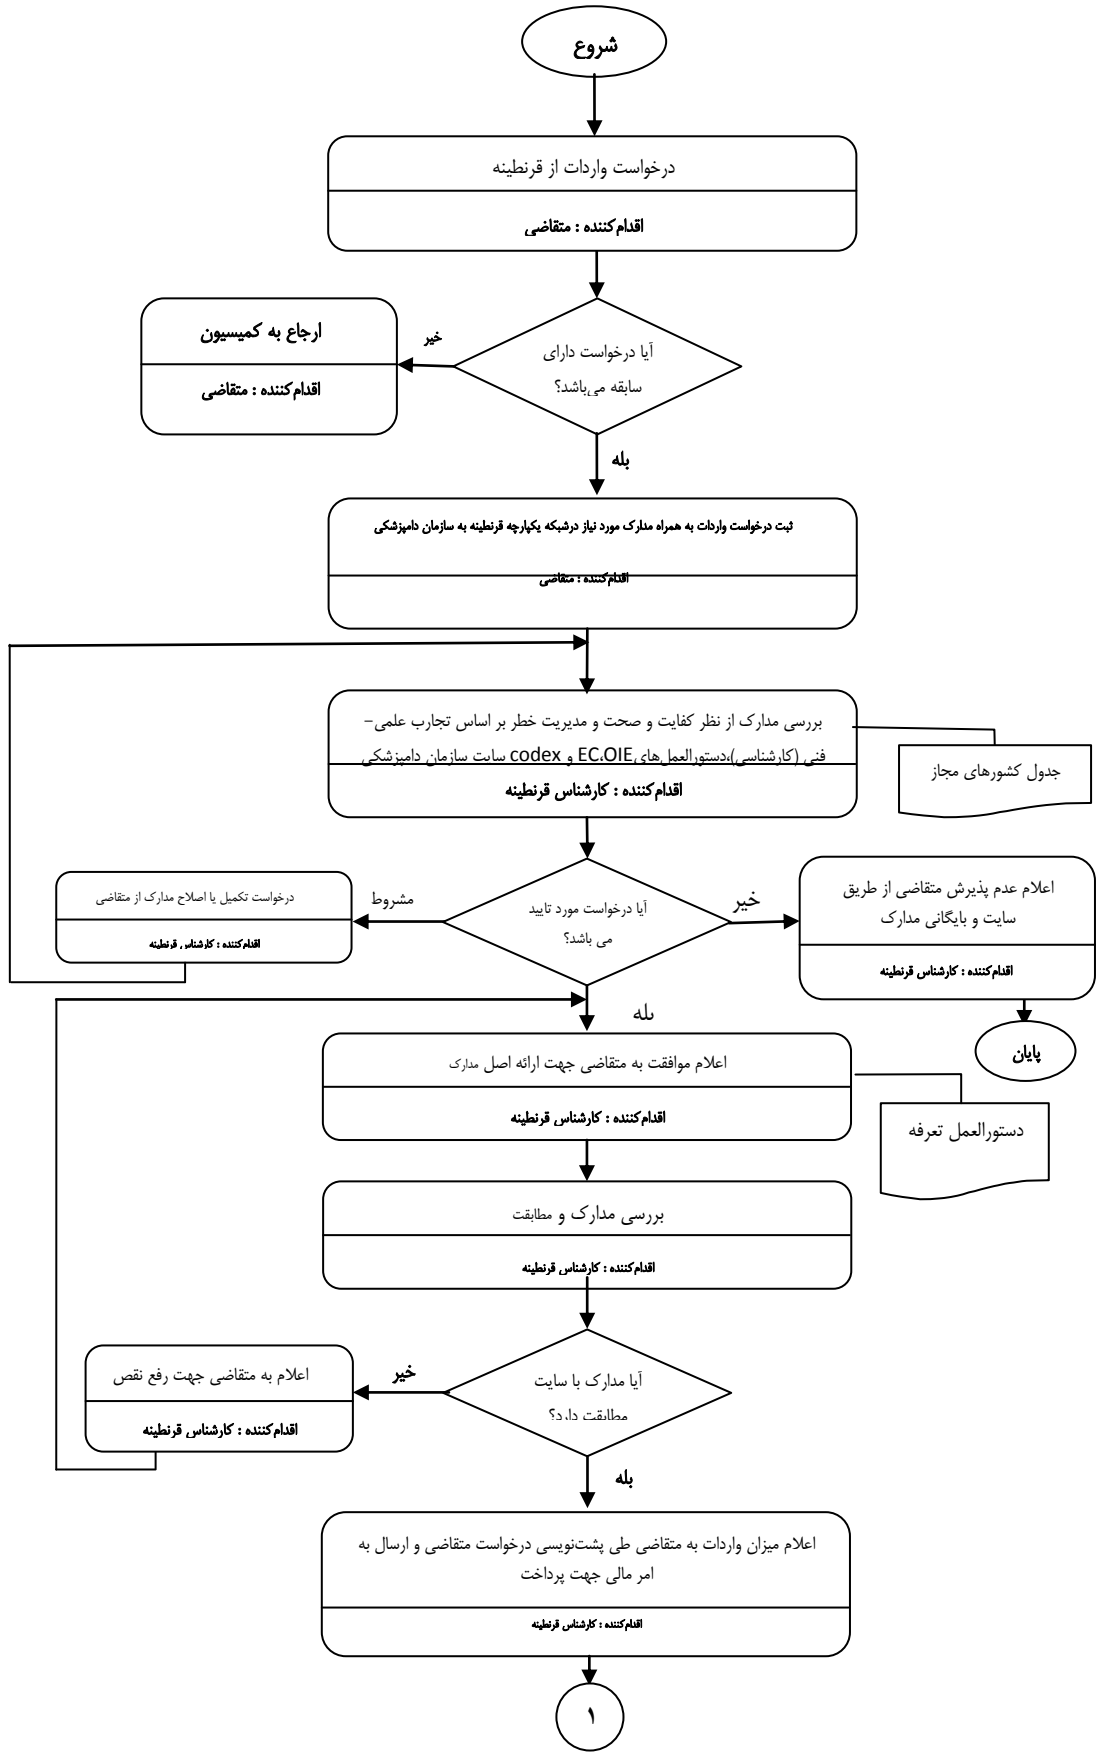 شروع
درخواست واردات از قرنطینه
اقدام‌کننده : متقاضی
آیا درخواست دارای
سابقه می‌باشد؟
خیر
ارجاع به کمیسیون
اقدام‌کننده : متقاضی
بله
ثبت درخواست واردات به همراه مدارک مورد نیاز درشبکه یکپارچه قرنطینه به سازمان دامپزشکی
اقدام‌کننده : متقاضی
بررسی مدارک از نظر کفایت و صحت و مدیریت خطر بر اساس تجارب علمی–
فنی (کارشناسی)،دستورالعمل‌های EC،OIE و codex سایت سازمان دامپزشکی
اقدام‌کننده : کارشناس قرنطینه
جدول کشورهای مجاز
آیا درخواست مورد تایید
می باشد؟
خیر
اعلام عدم پذیرش متقاضی از طریق
سایت و بایگانی مدارک
اقدام‌کننده : کارشناس قرنطینه
پایان
مشروط
درخواست تکمیل یا اصلاح مدارک از متقاضی
اقدام‌کننده : کارشناس قرنطینه
بله
اعلام موافقت به متقاضی جهت ارائه اصل مدارک
اقدام‌کننده : کارشناس قرنطینه
دستورالعمل تعرفه
بررسی مدارک و مطابقت
اقدام‌کننده : کارشناس قرنطینه
آیا مدارک با سایت
مطابقت دارد؟
خیر
اعلام به متقاضی جهت رفع نقص
اقدام‌کننده : کارشناس قرنطینه
بله
اعلام میزان واردات به متقاضی طی پشت‌نویسی درخواست متقاضی و ارسال به
امر مالی جهت پرداخت
اقدام‌کننده : کارشناس قرنطینه
۱